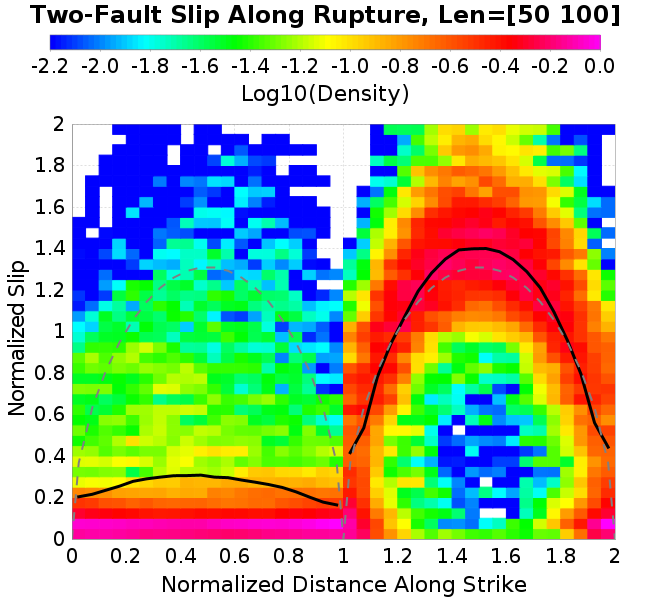 Two-Fault Slip Along Rupture, Len=[50 100]
-2.2 -2.0 -1.8 -1.6 -1.4 -1.2 -1.0 -0.8 -0.6 -0.4 -0.2 0.0
Log10(Density)
2
1.8
1.6
1.4
1.2
1
0.8
0.6
0.4
0.2
0
Normalized Slip
0 0.2 0.4 0.6 0.8 1 1.2 1.4 1.6 1.8 2
Normalized Distance Along Strike